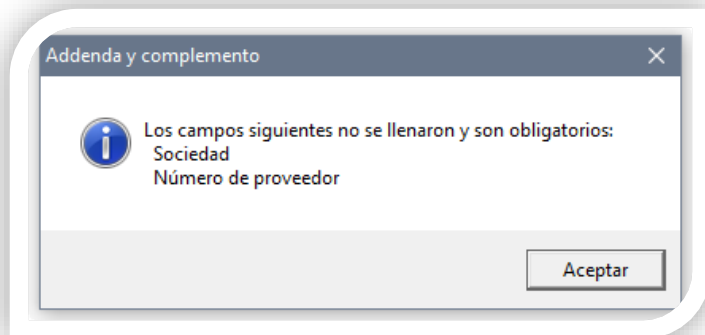 Addenda y complemento
Los campos siguientes no se llenaron y son obligatorios:
Sociedad
Número de proveedor
Aceptar